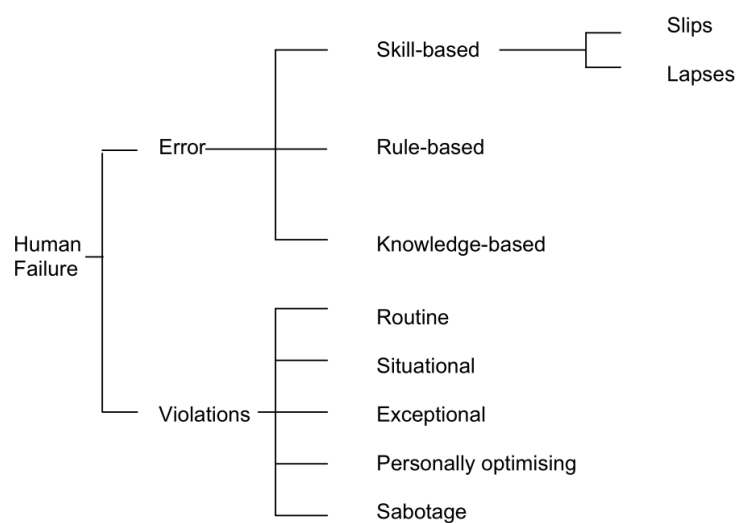 Human
Failure
Error
Skill-based
Slips
Lapses
Rule-based
Knowledge-based
Violations
Routine
Situational
Exceptional
Personally optimising
Sabotage